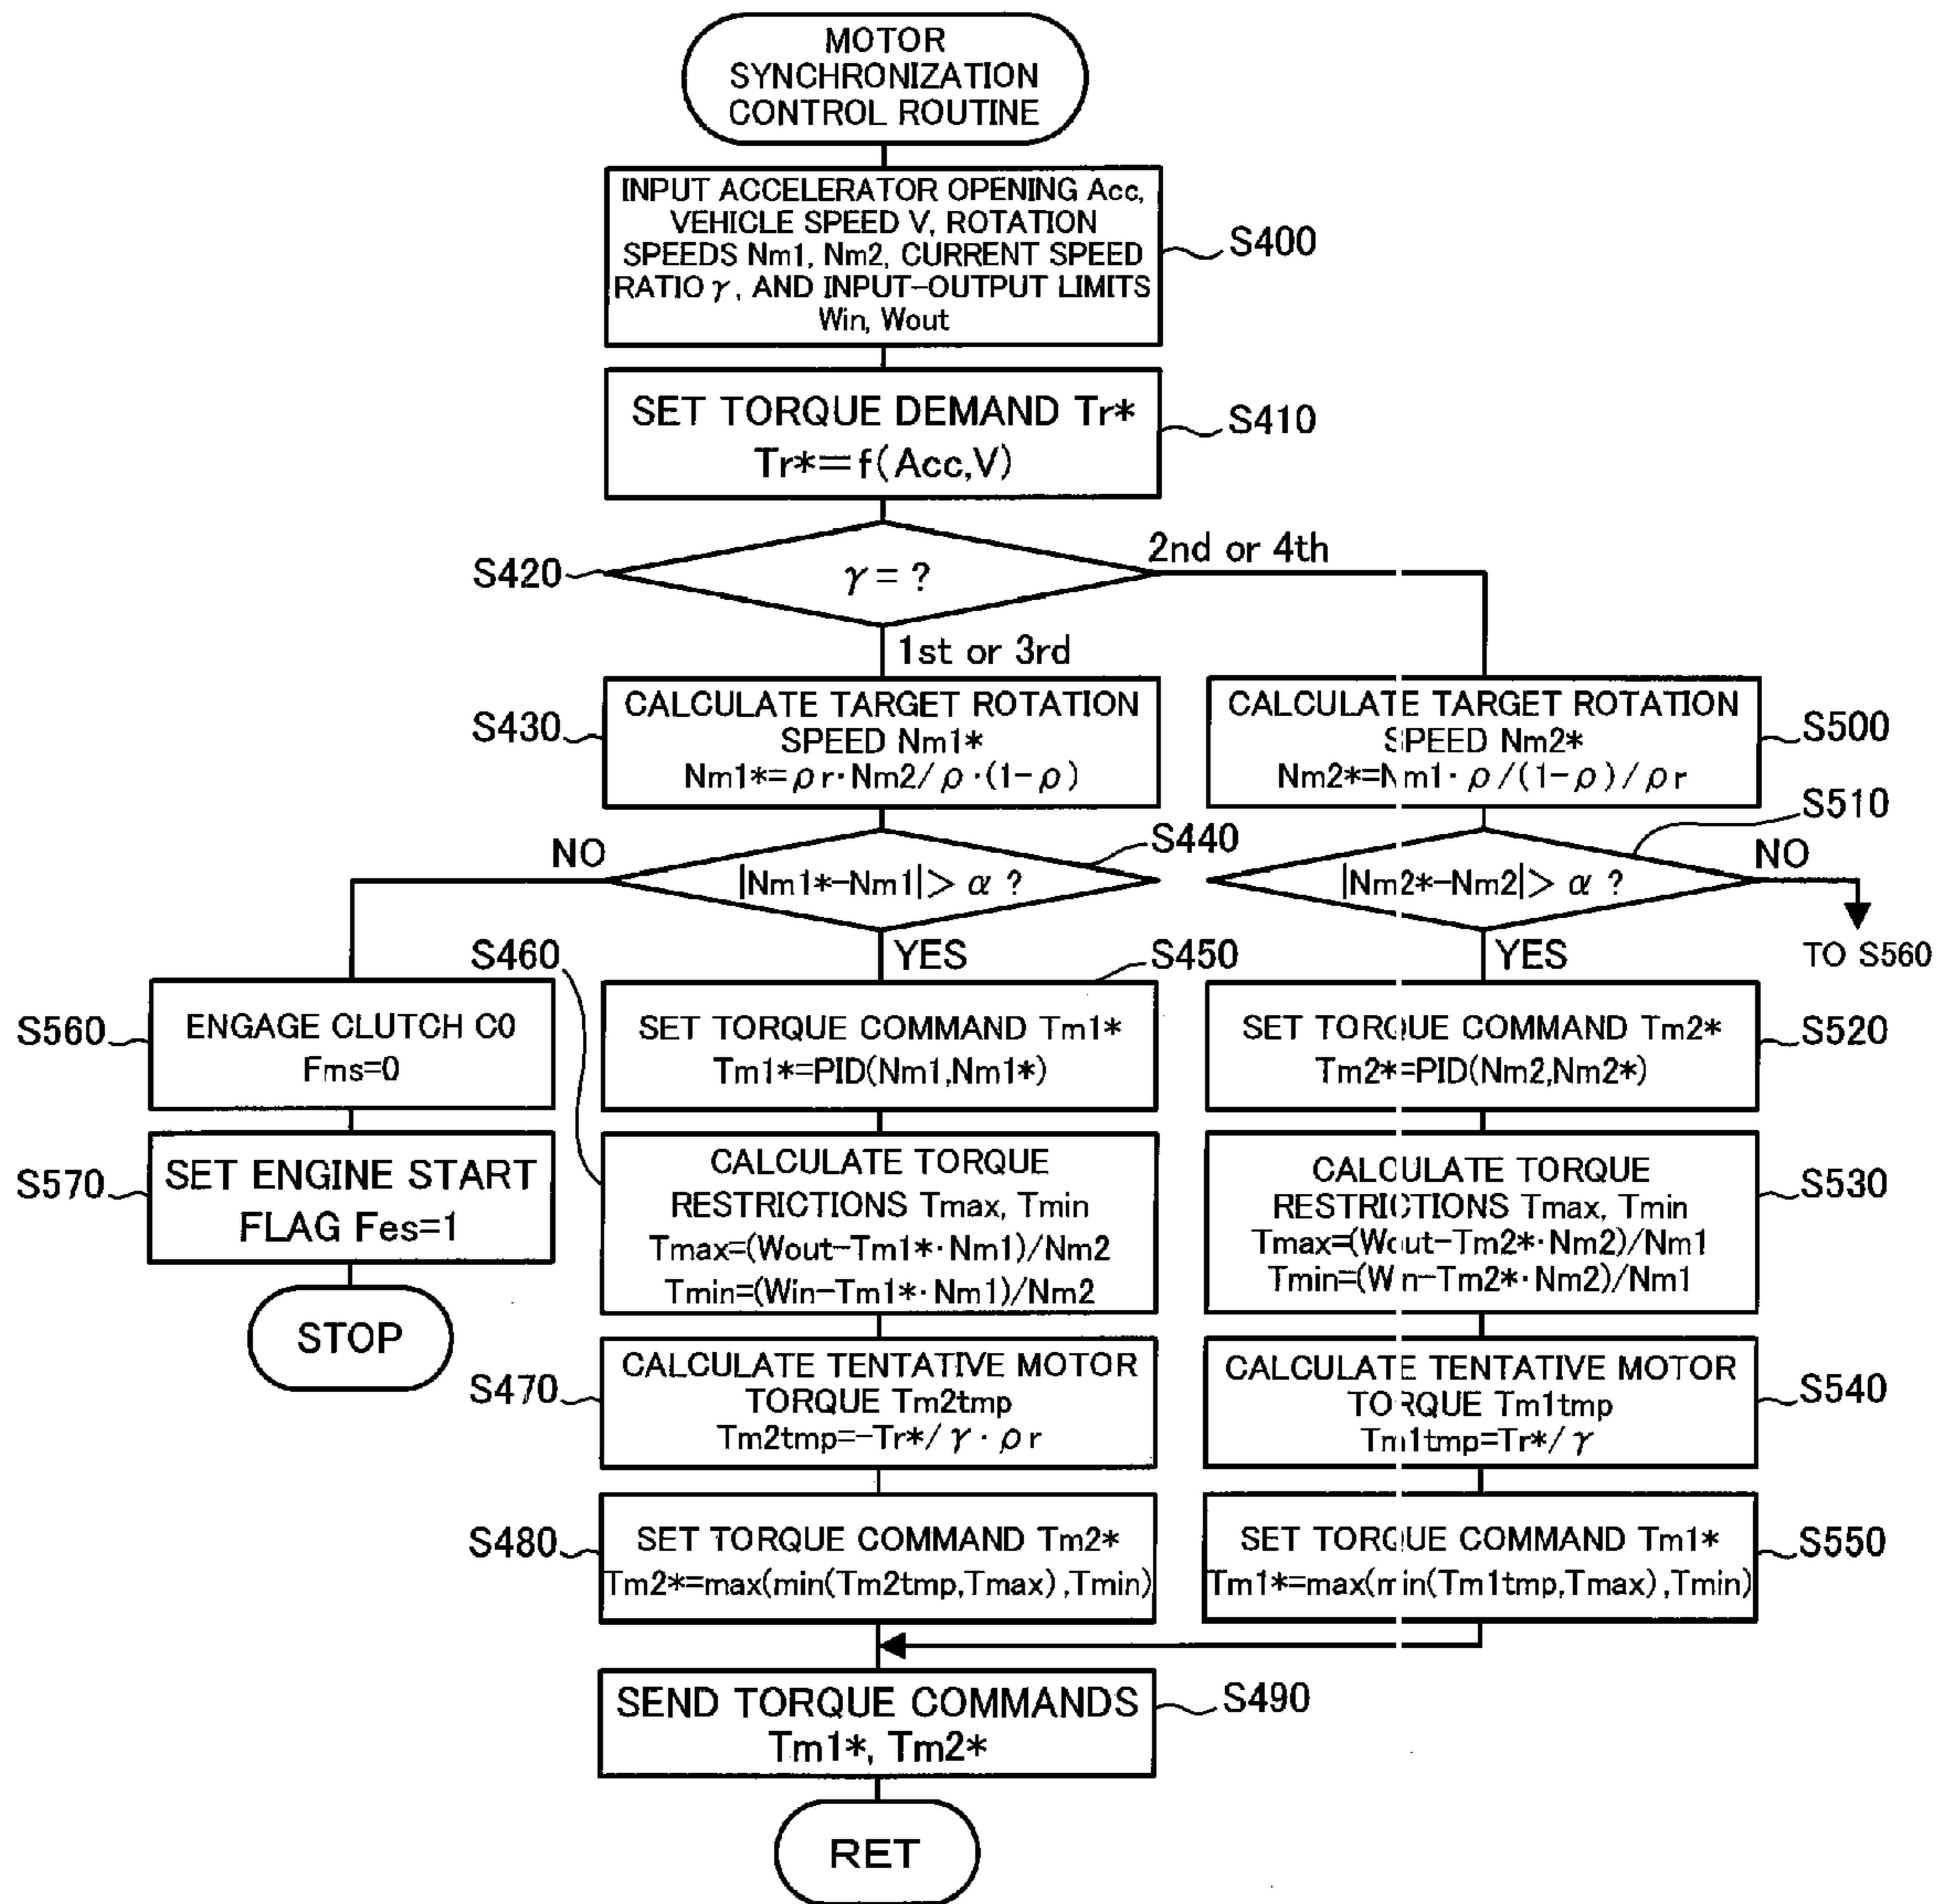 MOTOR
SYNCHRONIZATION
CONTROL ROUTINE
INPUT ACCELERATOR OPENING Acc,
VEHICLE SPEED V, ROTATION
SPEEDS Nm1, Nm2, CURRENT SPEED
RATIO γ, AND INPUT-OUTPUT LIMITS
Win, Wout
S400
SET TORQUE DEMAND Tr*
Tr*=f(Acc,V)
S410
S420
γ = ?
2nd or 4th
1st or 3rd
S430
CALCULATE TARGET ROTATION
SPEED Nm1*
Nm1*=ρr·Nm2/ρ·(1-ρ)
CALCULATE TARGET ROTATION
SPEED Nm2*
Nm2*=Nm1·ρ/(1-ρ)/ρr
S500
S510
S440
NO
|Nm1*-Nm1|> α ?
YES
|Nm2*-Nm2|> α ?
NO
YES
TO S560
S460
S450
S560
ENGAGE CLUTCH C0
Fms=0
SET TORQUE COMMAND Tm1*
Tm1*=PID(Nm1,Nm1*)
SET TORQUE COMMAND Tm2*
Tm2*=PID(Nm2,Nm2*)
S520
S570
SET ENGINE START
FLAG Fes=1
STOP
CALCULATE TORQUE
RESTRICTIONS Tmax, Tmin
Tmax=(Wout-Tm1*·Nm1)/Nm2
Tmin=(Win-Tm1*·Nm1)/Nm2
CALCULATE TORQUE
RESTRICTIONS Tmax, Tmin
Tmax=(Wout-Tm2*·Nm2)/Nm1
Tmin=(Win-Tm2*·Nm2)/Nm1
S530
S470
CALCULATE TENTATIVE MOTOR
TORQUE Tm2tmp
Tm2tmp=-Tr*/γ·ρr
CALCULATE TENTATIVE MOTOR
TORQUE Tm1tmp
Tm1tmp=Tr*/γ
S540
S480
SET TORQUE COMMAND Tm2*
Tm2*=max(min(Tm2tmp,Tmax),Tmin)
SET TORQUE COMMAND Tm1*
Tm1*=max(min(Tm1tmp,Tmax),Tmin)
S550
SEND TORQUE COMMANDS
Tm1*, Tm2*
S490
RET